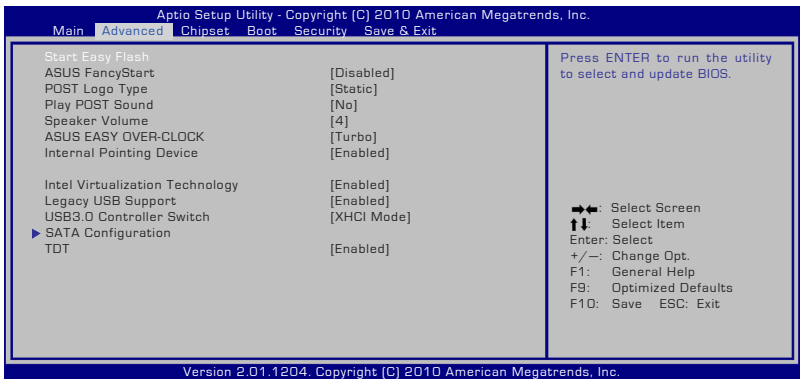 Aptio Setup Utility - Copyright (C) 2010 American Megatrends, Inc.
Main Advanced Chipset Boot Security Save & Exit
Start Easy Flash
ASUS FancyStart [Disabled]
POST Logo Type [Static]
Play POST Sound [No]
Speaker Volume [4]
ASUS EASY OVER-CLOCK [Turbo]
Internal Pointing Device [Enabled]
Intel Virtualization Technology [Enabled]
Legacy USB Support [Enabled]
USB3.0 Controller Switch [XHCI Mode]
SATA Configuration
TDT [Enabled]
Press ENTER to run the utility
to select and update BIOS.
→←: Select Screen
↑↓: Select Item
Enter: Select
+/—: Change Opt.
F1: General Help
F9: Optimized Defaults
F10: Save ESC: Exit
Version 2.01.1204. Copyright (C) 2010 American Megatrends, Inc.